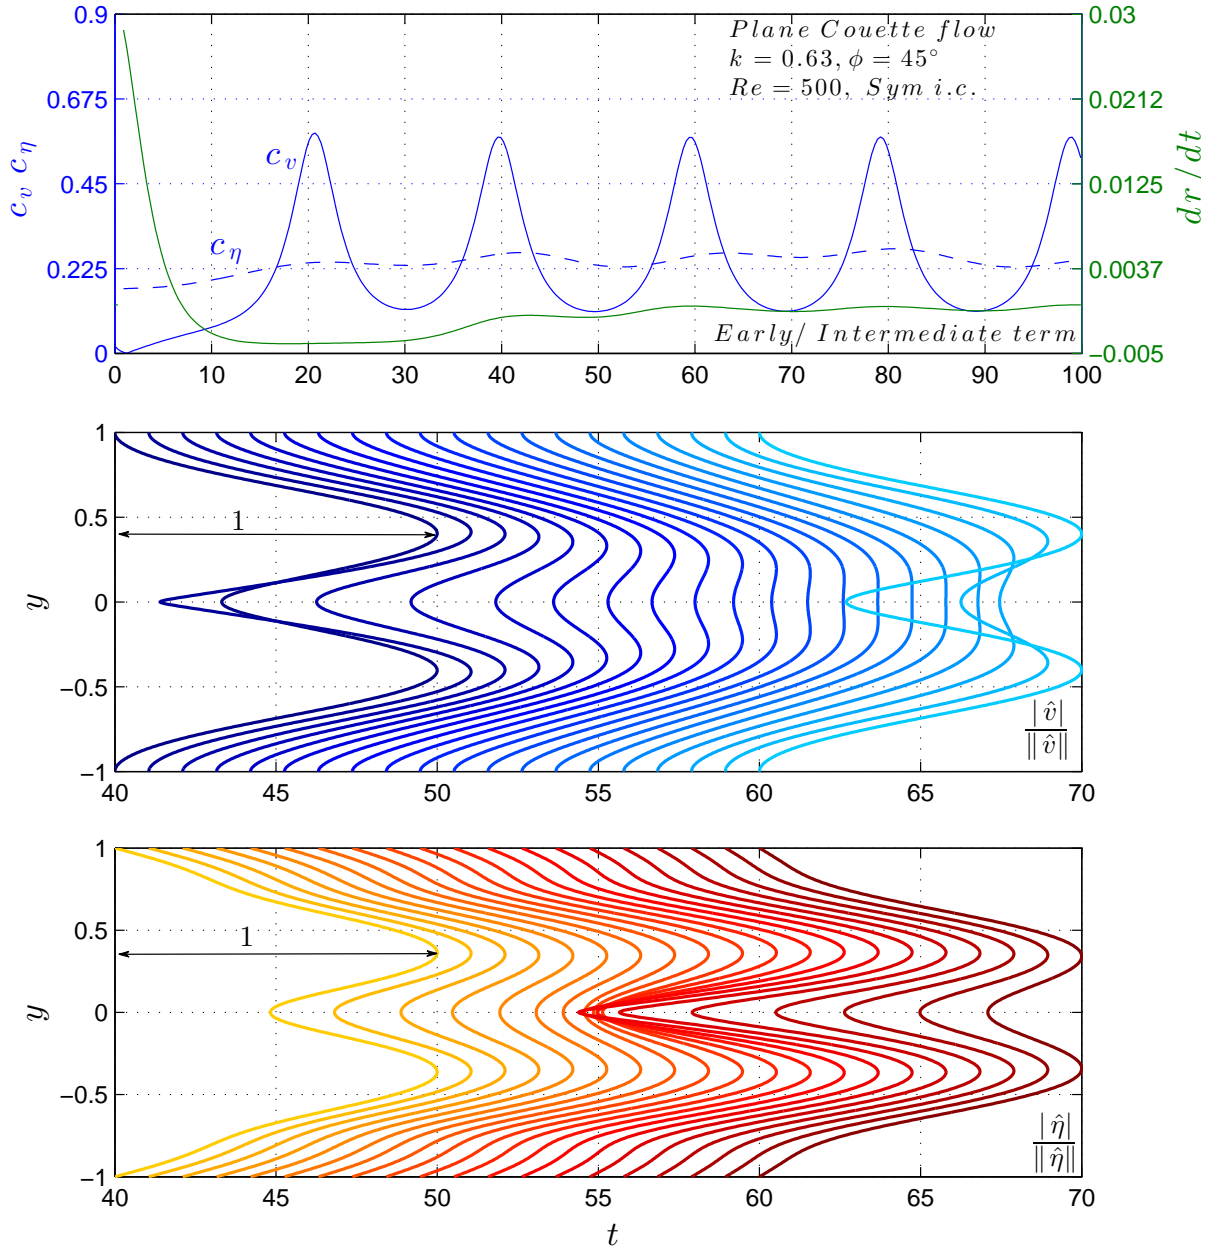 0.9
0.675
0.45
0.225
0
c_v c_η
0.03
0.0212
0.0125
0.0037
−0.005
dr/dt
Plane Couette flow
k = 0.63, ϕ = 45°
Re = 500, Sym i.c.
c_v
c_η
Early/ Intermediate term
0 10 20 30 40 50 60 70 80 90 100
1
0.5
0
−0.5
−1
y
1
|v̂|
‖v̂‖
40 45 50 55 60 65 70
1
0.5
0
−0.5
−1
y
1
|η̂|
‖η̂‖
40 45 50 55 60 65 70
t